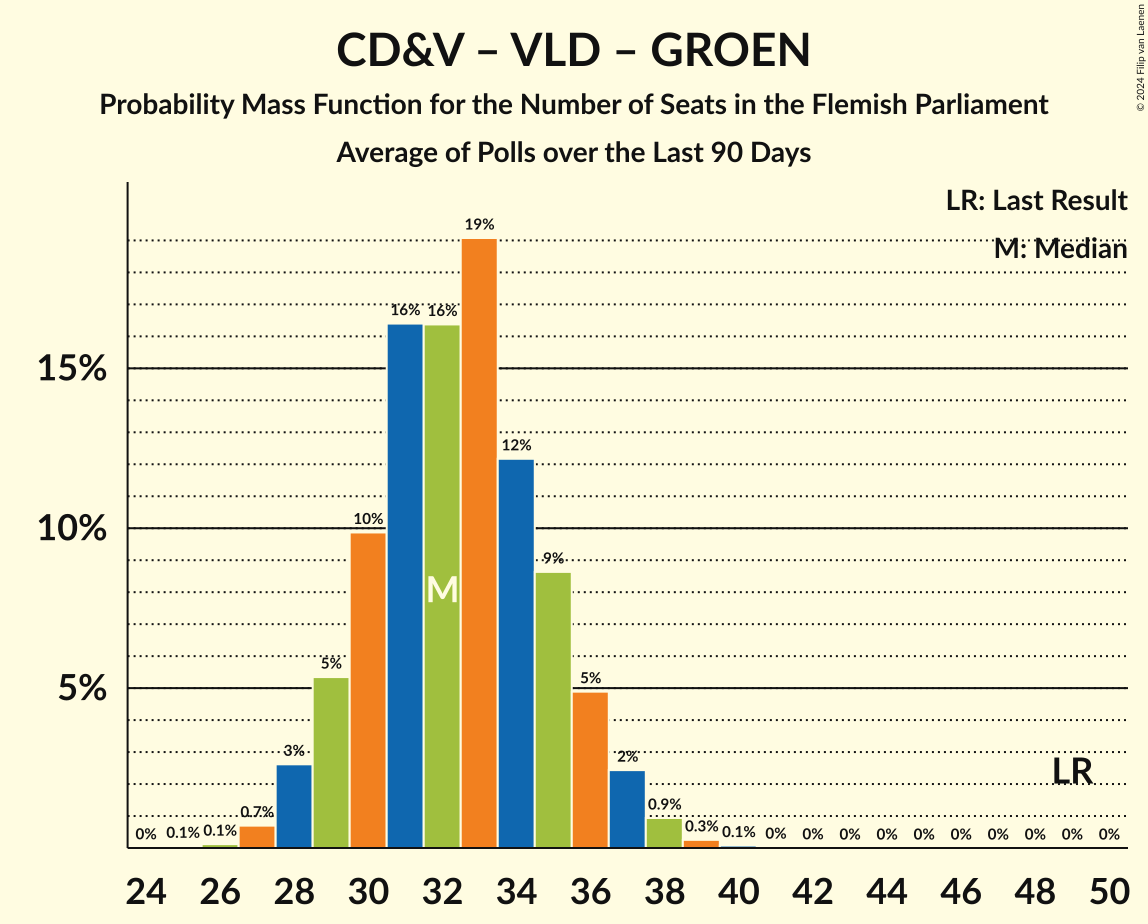 CD&V – VLD – GROEN
Probability Mass Function for the Number of Seats in the Flemish Parliament
Average of Polls over the Last 90 Days
© 2024 Filip van Laenen
LR: Last Result
M: Median
15%
10%
5%
0% 0.1% 0.1% 0.7% 3% 5% 10% 16% 16% 19% 12% 9% 5% 2% 0.9% 0.3% 0.1% 0% 0% 0% 0% 0% 0% 0% 0% 0% 0%
M
LR
24 26 28 30 32 34 36 38 40 42 44 46 48 50